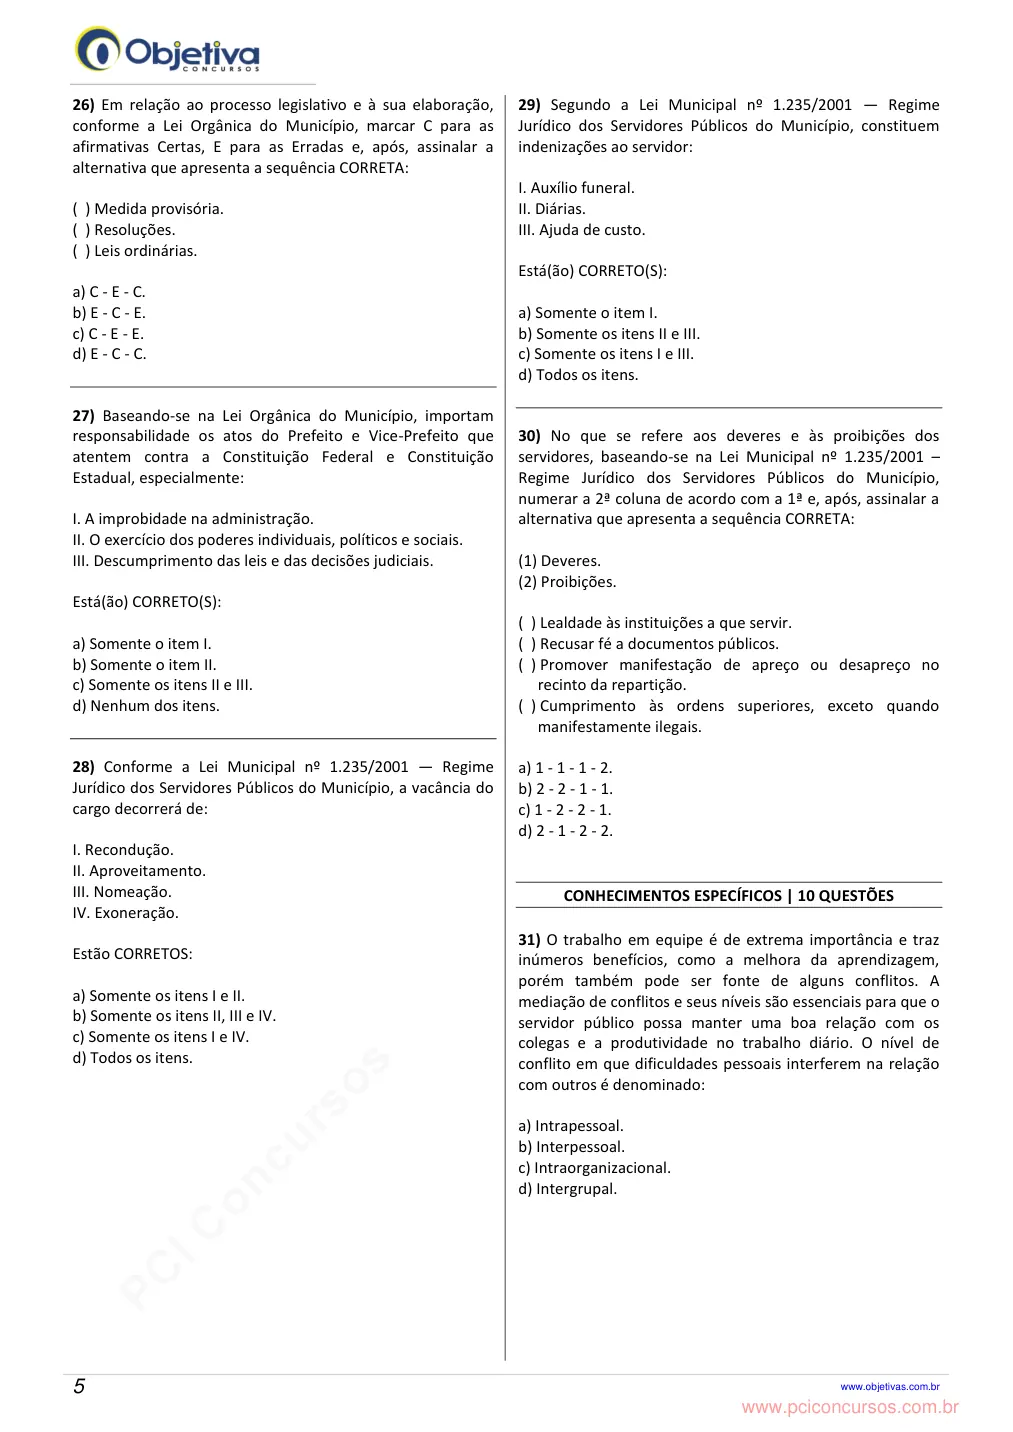 Objetiva
CONCURSOS
26) Em relação ao processo legislativo e à sua elaboração,
conforme a Lei Orgânica do Município, marcar C para as
afirmativas Certas, E para as Erradas e, após, assinalar a
alternativa que apresenta a sequência CORRETA:
( ) Medida provisória.
( ) Resoluções.
( ) Leis ordinárias.
a) C - E - C.
b) E - C - E.
c) C - E - E.
d) E - C - C.
27) Baseando-se na Lei Orgânica do Município, importam
responsabilidade os atos do Prefeito e Vice-Prefeito que
atentem contra a Constituição Federal e Constituição
Estadual, especialmente:
I. A improbidade na administração.
II. O exercício dos poderes individuais, políticos e sociais.
III. Descumprimento das leis e das decisões judiciais.
Está(ão) CORRETO(S):
a) Somente o item I.
b) Somente o item II.
c) Somente os itens II e III.
d) Nenhum dos itens.
28) Conforme a Lei Municipal nº 1.235/2001 — Regime
Jurídico dos Servidores Públicos do Município, a vacância do
cargo decorrerá de:
I. Recondução.
II. Aproveitamento.
III. Nomeação.
IV. Exoneração.
Estão CORRETOS:
a) Somente os itens I e II.
b) Somente os itens II, III e IV.
c) Somente os itens I e IV.
d) Todos os itens.
29) Segundo a Lei Municipal nº 1.235/2001 — Regime
Jurídico dos Servidores Públicos do Município, constituem
indenizações ao servidor:
I. Auxílio funeral.
II. Diárias.
III. Ajuda de custo.
Está(ão) CORRETO(S):
a) Somente o item I.
b) Somente os itens II e III.
c) Somente os itens I e III.
d) Todos os itens.
30) No que se refere aos deveres e às proibições dos
servidores, baseando-se na Lei Municipal nº 1.235/2001 –
Regime Jurídico dos Servidores Públicos do Município,
numerar a 2ª coluna de acordo com a 1ª e, após, assinalar a
alternativa que apresenta a sequência CORRETA:
(1) Deveres.
(2) Proibições.
( ) Lealdade às instituições a que servir.
( ) Recusar fé a documentos públicos.
( ) Promover manifestação de apreço ou desapreço no
recinto da repartição.
( ) Cumprimento às ordens superiores, exceto quando
manifestamente ilegais.
a) 1 - 1 - 1 - 2.
b) 2 - 2 - 1 - 1.
c) 1 - 2 - 2 - 1.
d) 2 - 1 - 2 - 2.
CONHECIMENTOS ESPECÍFICOS | 10 QUESTÕES
31) O trabalho em equipe é de extrema importância e traz
inúmeros benefícios, como a melhora da aprendizagem,
porém também pode ser fonte de alguns conflitos. A
mediação de conflitos e seus níveis são essenciais para que o
servidor público possa manter uma boa relação com os
colegas e a produtividade no trabalho diário. O nível de
conflito em que dificuldades pessoais interferem na relação
com outros é denominado:
a) Intrapessoal.
b) Interpessoal.
c) Intraorganizacional.
d) Intergrupal.
PCI Concursos
5
www.objetivas.com.br
www.pciconcursos.com.br